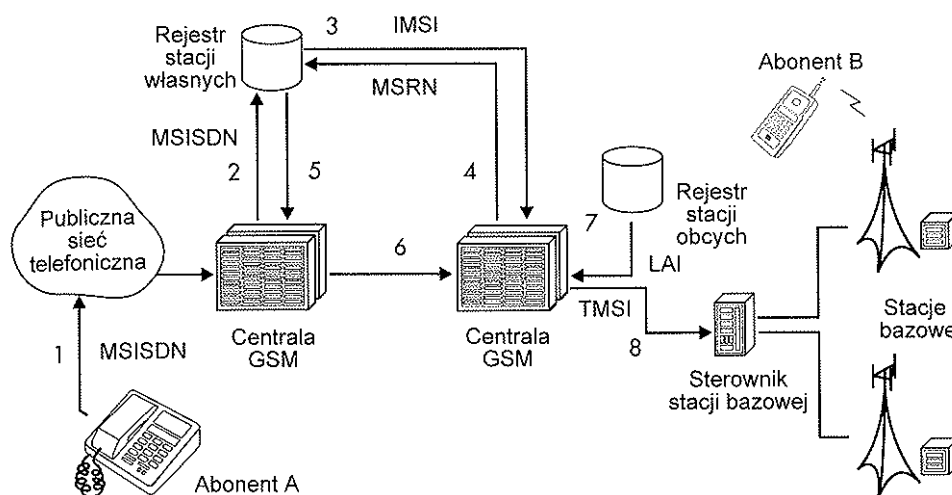 3
IMSI
Rejestr
stacji
własnych
MSRN
Abonent B
MSISDN
2
5
4
7
Rejestr
stacji
obcych
Publiczna
sieć
telefoniczna
6
LAI
TMSI
Stacje
bazowe
1
MSISDN
Centrala
GSM
Centrala
GSM
8
Sterownik
stacji bazowej
Abonent A